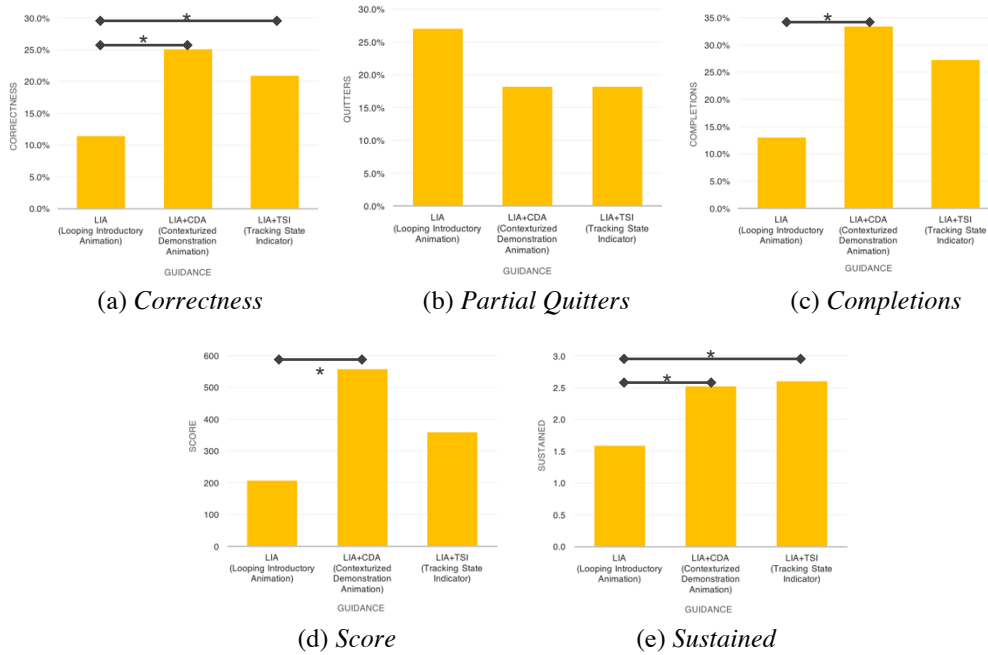 30.0%
25.0%
20.0%
15.0%
10.0%
5.0%
0.0%
CORRECTNESS
*
*
LIA
(Looping Introductory
Animation)
LIA+CDA
(Contexturized
Demonstration
Animation)
LIA+TSI
(Tracking State
Indicator)
GUIDANCE
(a) Correctness
30.0%
25.0%
20.0%
15.0%
10.0%
5.0%
0.0%
QUITTERS
LIA
(Looping Introductory
Animation)
LIA+CDA
(Contexturized
Demonstration
Animation)
LIA+TSI
(Tracking State
Indicator)
GUIDANCE
(b) Partial Quitters
35.0%
30.0%
25.0%
20.0%
15.0%
10.0%
5.0%
0.0%
COMPLETIONS
*
LIA
(Looping Introductory
Animation)
LIA+CDA
(Contexturized
Demonstration
Animation)
LIA+TSI
(Tracking State
Indicator)
GUIDANCE
(c) Completions
600
500
400
300
200
100
0
SCORE
*
LIA
(Looping Introductory
Animation)
LIA+CDA
(Contexturized
Demonstration
Animation)
LIA+TSI
(Tracking State
Indicator)
GUIDANCE
(d) Score
3.0
2.5
2.0
1.5
1.0
0.5
0.0
SUSTAINED
*
*
LIA
(Looping Introductory
Animation)
LIA+CDA
(Contexturized
Demonstration
Animation)
LIA+TSI
(Tracking State
Indicator)
GUIDANCE
(e) Sustained